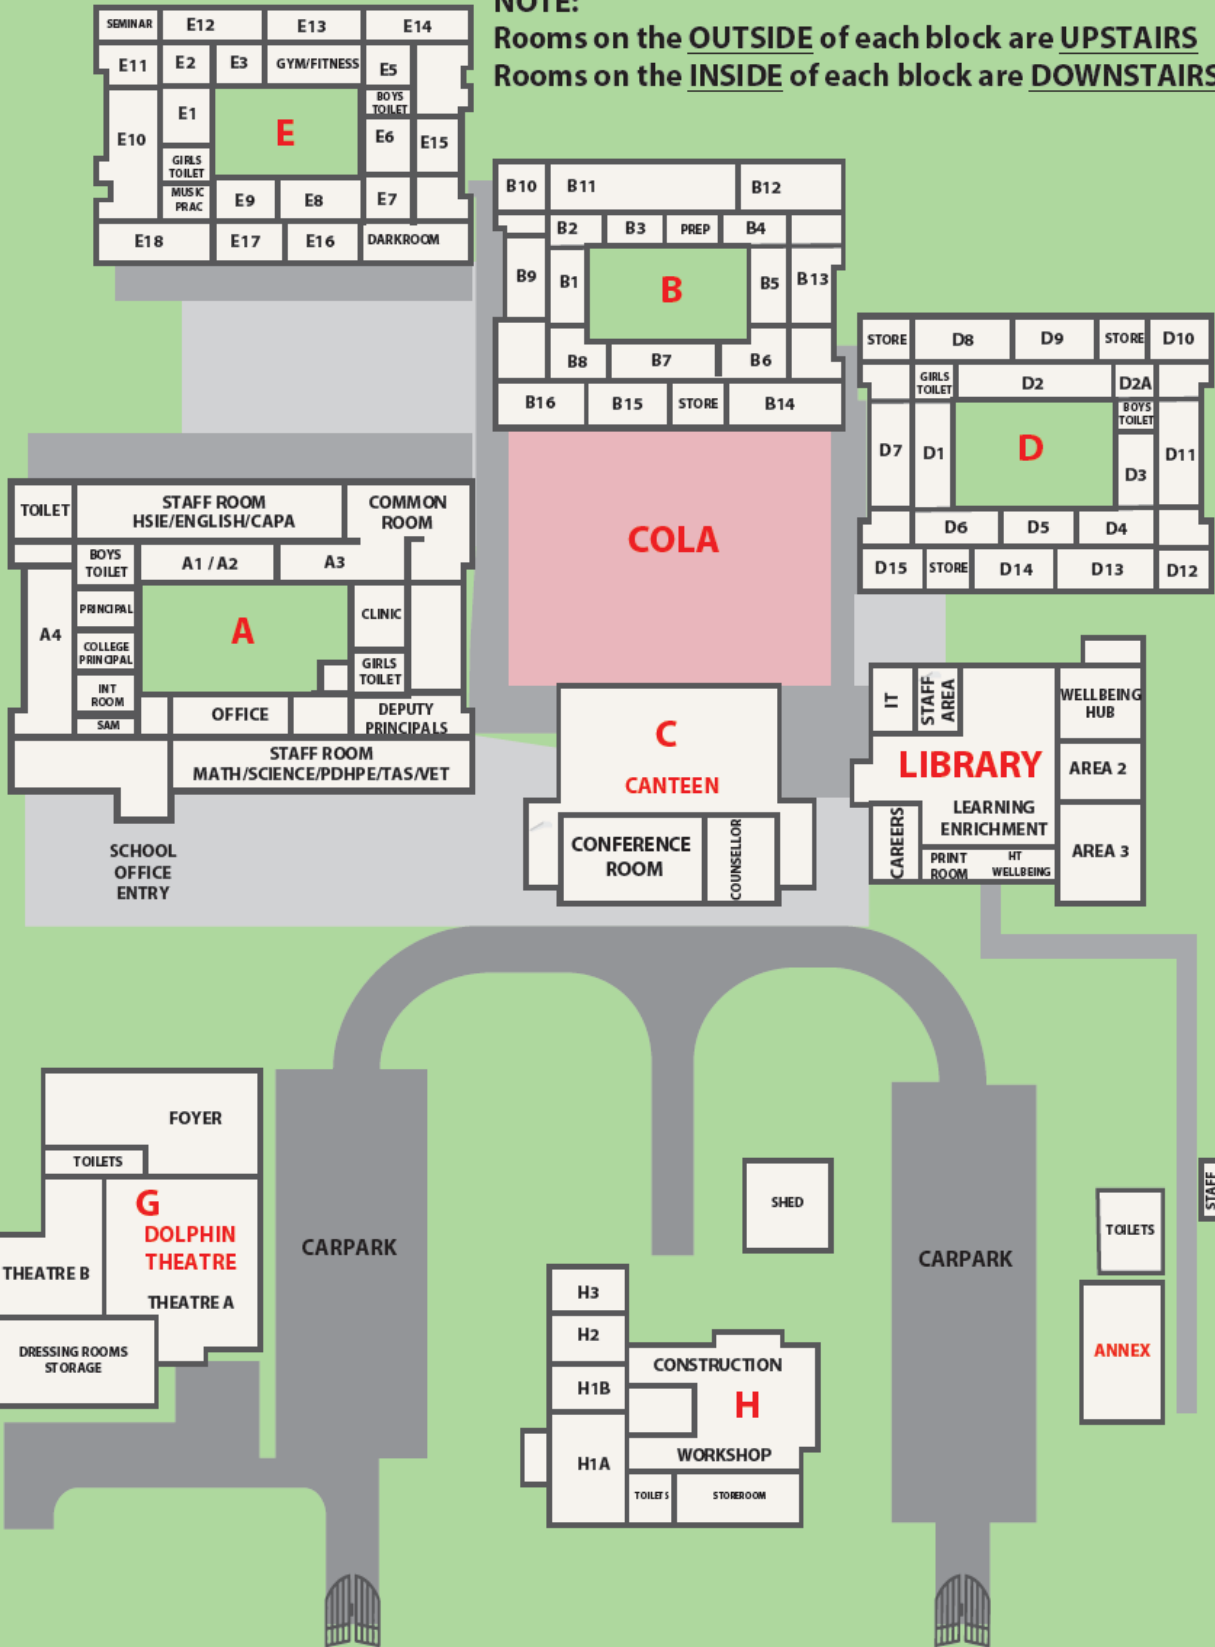 NOTE:
Rooms on the OUTSIDE of each block are UPSTAIRS
Rooms on the INSIDE of each block are DOWNSTAIRS
SEMINAR
E12
E13
E14
E11
E2
E3
GYM/FITNESS
E5
BOYS
TOILET
E1
E
E10
E6
E15
GIRLS
TOILET
MUSIC
PRAC
E9
E8
E7
E18
E17
E16
DARKROOM
B10
B11
B12
B2
B3
PREP
B4
B9
B1
B
B5
B13
B8
B7
B6
B16
B15
STORE
B14
STORE
D8
D9
STORE
D10
GIRLS
TOILET
D2
D2A
BOYS
TOILET
D7
D1
D
D3
D11
D6
D5
D4
D15
STORE
D14
D13
D12
TOILET
STAFF ROOM
HSIE/ENGLISH/CAPA
COMMON
ROOM
BOYS
TOILET
A1 / A2
A3
PRINCIPAL
A4
A
CLINIC
COLLEGE
PRINCIPAL
GIRLS
TOILET
INT
ROOM
SAM
OFFICE
DEPUTY
PRINCIPALS
STAFF ROOM
MATH/SCIENCE/PDHPE/TAS/VET
SCHOOL
OFFICE
ENTRY
COLA
C
CANTEEN
CONFERENCE
ROOM
COUNSELLOR
IT
STAFF
AREA
WELLBEING
HUB
LIBRARY
AREA 2
LEARNING
ENRICHMENT
CAREERS
AREA 3
PRINT
ROOM
HT
WELLBEING
FOYER
TOILETS
G
DOLPHIN
THEATRE
THEATRE B
THEATRE A
DRESSING ROOMS
STORAGE
CARPARK
SHED
CARPARK
STAFF
TOILETS
ANNEX
H3
H2
H1B
H1A
CONSTRUCTION
H
WORKSHOP
TOILETS
STOREROOM